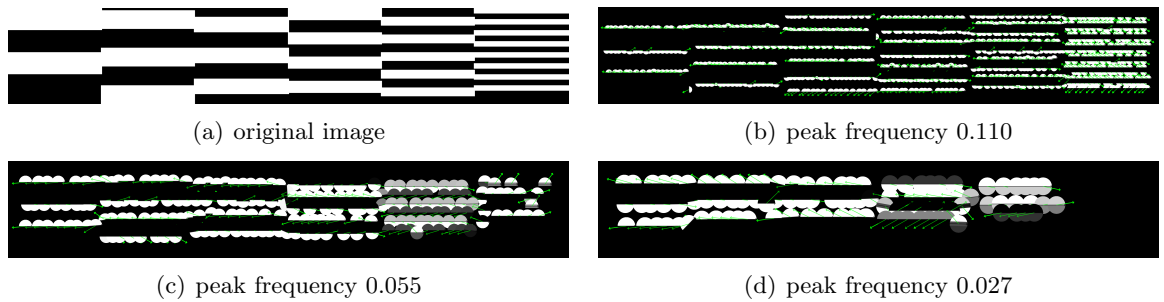 (a) original image
(b) peak frequency 0.110
(c) peak frequency 0.055
(d) peak frequency 0.027